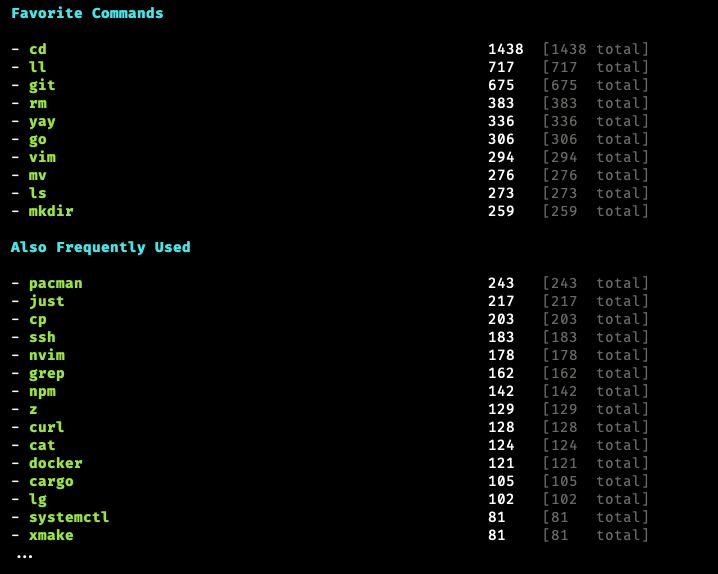 Favorite Commands
- cd 1438 [1438 total]
- ll 717 [717 total]
- git 675 [675 total]
- rm 383 [383 total]
- yay 336 [336 total]
- go 306 [306 total]
- vim 294 [294 total]
- mv 276 [276 total]
- ls 273 [273 total]
- mkdir 259 [259 total]
Also Frequently Used
- pacman 243 [243 total]
- just 217 [217 total]
- cp 203 [203 total]
- ssh 183 [183 total]
- nvim 178 [178 total]
- grep 162 [162 total]
- npm 142 [142 total]
- z 129 [129 total]
- curl 128 [128 total]
- cat 124 [124 total]
- docker 121 [121 total]
- cargo 105 [105 total]
- lg 102 [102 total]
- systemctl 81 [81 total]
- xmake 81 [81 total]
...